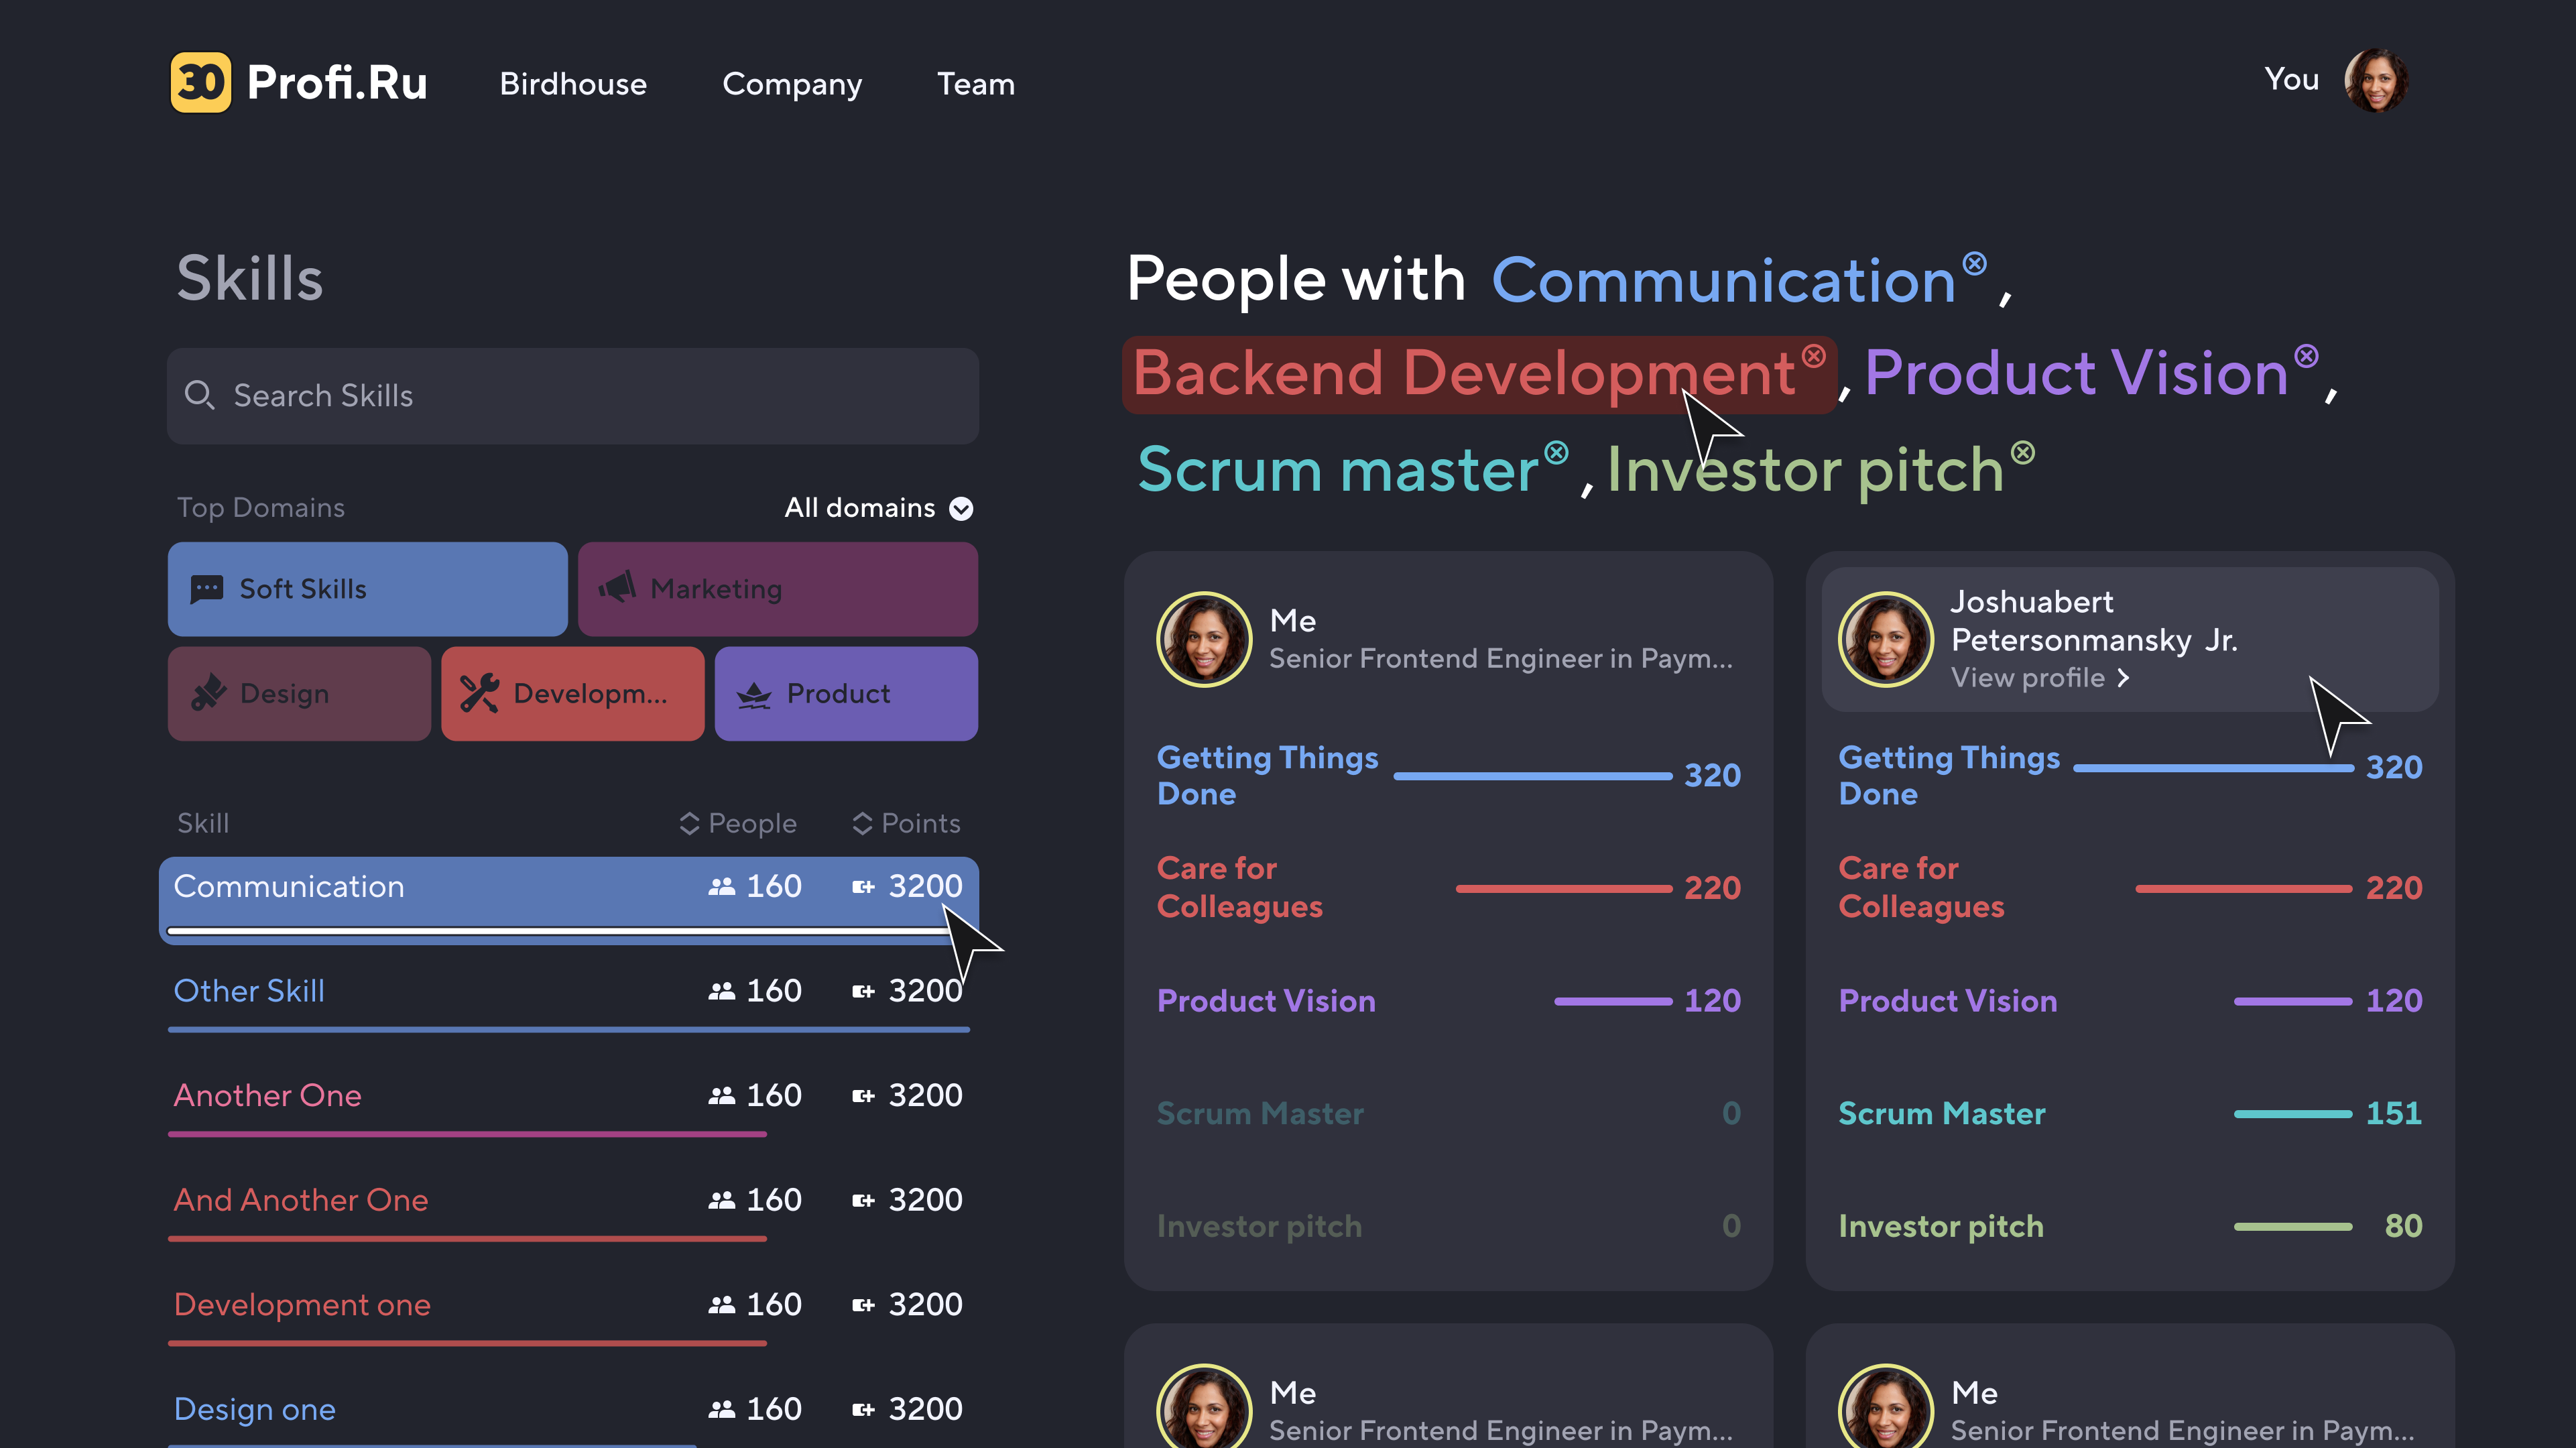 30 Profi.Ru Birdhouse Company Team You
Skills
Search Skills
Top Domains All domains
Soft Skills Marketing
Design Developm... Product
Skill People Points
Communication 160 3200
Other Skill 160 3200
Another One 160 3200
And Another One 160 3200
Development one 160 3200
Design one 160 3200
People with Communication ,
Backend Development , Product Vision ,
Scrum master , Investor pitch
Me
Senior Frontend Engineer in Paym...
Getting Things
Done 320
Care for
Colleagues 220
Product Vision 120
Scrum Master 0
Investor pitch 0
Joshuabert
Petersonmansky Jr.
View profile
Getting Things
Done 320
Care for
Colleagues 220
Product Vision 120
Scrum Master 151
Investor pitch 80
Me
Senior Frontend Engineer in Paym...
Me
Senior Frontend Engineer in Paym...